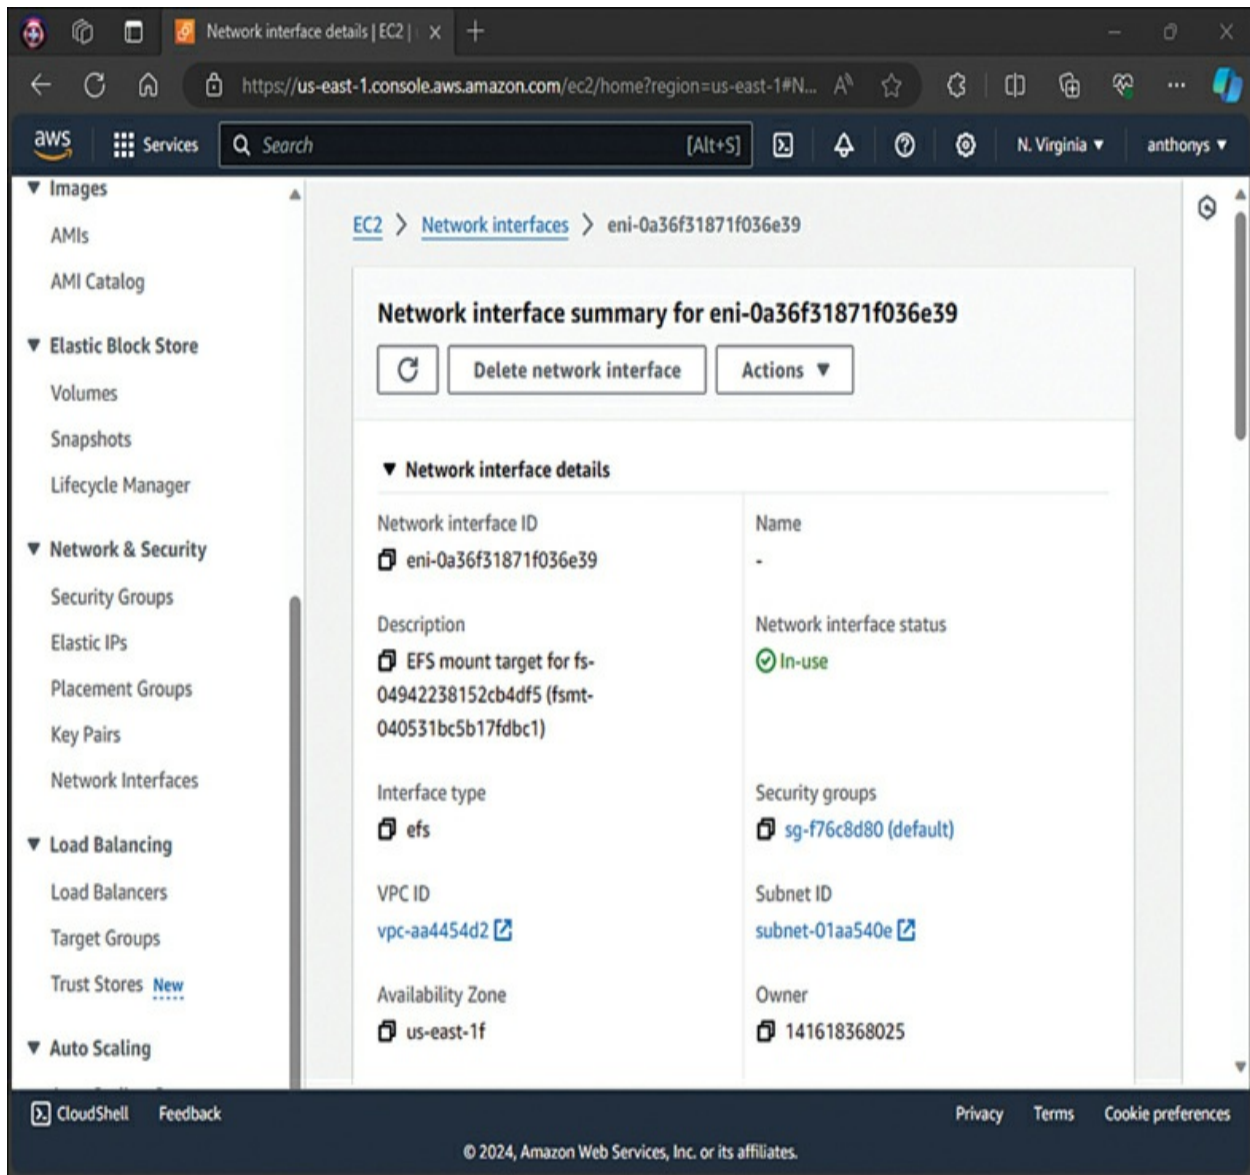 Network interface details | EC2 |
https://us-east-1.console.aws.amazon.com/ec2/home?region=us-east-1#N...
aws
Services
Search
[Alt+S]
N. Virginia
anthonys
Images
AMIs
AMI Catalog
Elastic Block Store
Volumes
Snapshots
Lifecycle Manager
Network & Security
Security Groups
Elastic IPs
Placement Groups
Key Pairs
Network Interfaces
Load Balancing
Load Balancers
Target Groups
Trust Stores New
Auto Scaling
EC2 > Network interfaces > eni-0a36f31871f036e39
Network interface summary for eni-0a36f31871f036e39
Delete network interface
Actions
Network interface details
Network interface ID
eni-0a36f31871f036e39
Name
-
Description
EFS mount target for fs-
04942238152cb4df5 (fsmt-
040531bc5b17fdbc1)
Network interface status
In-use
Interface type
efs
Security groups
sg-f76c8d80 (default)
VPC ID
vpc-aa4454d2
Subnet ID
subnet-01aa540e
Availability Zone
us-east-1f
Owner
141618368025
CloudShell
Feedback
Privacy
Terms
Cookie preferences
© 2024, Amazon Web Services, Inc. or its affiliates.